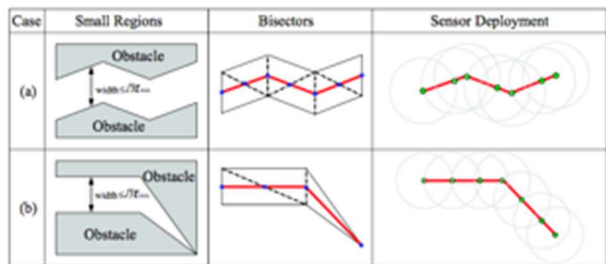 Case Small Regions Bisectors Sensor Deployment
(a)
Obstacle
Obstacle
(b)
Obstacle
Obstacle